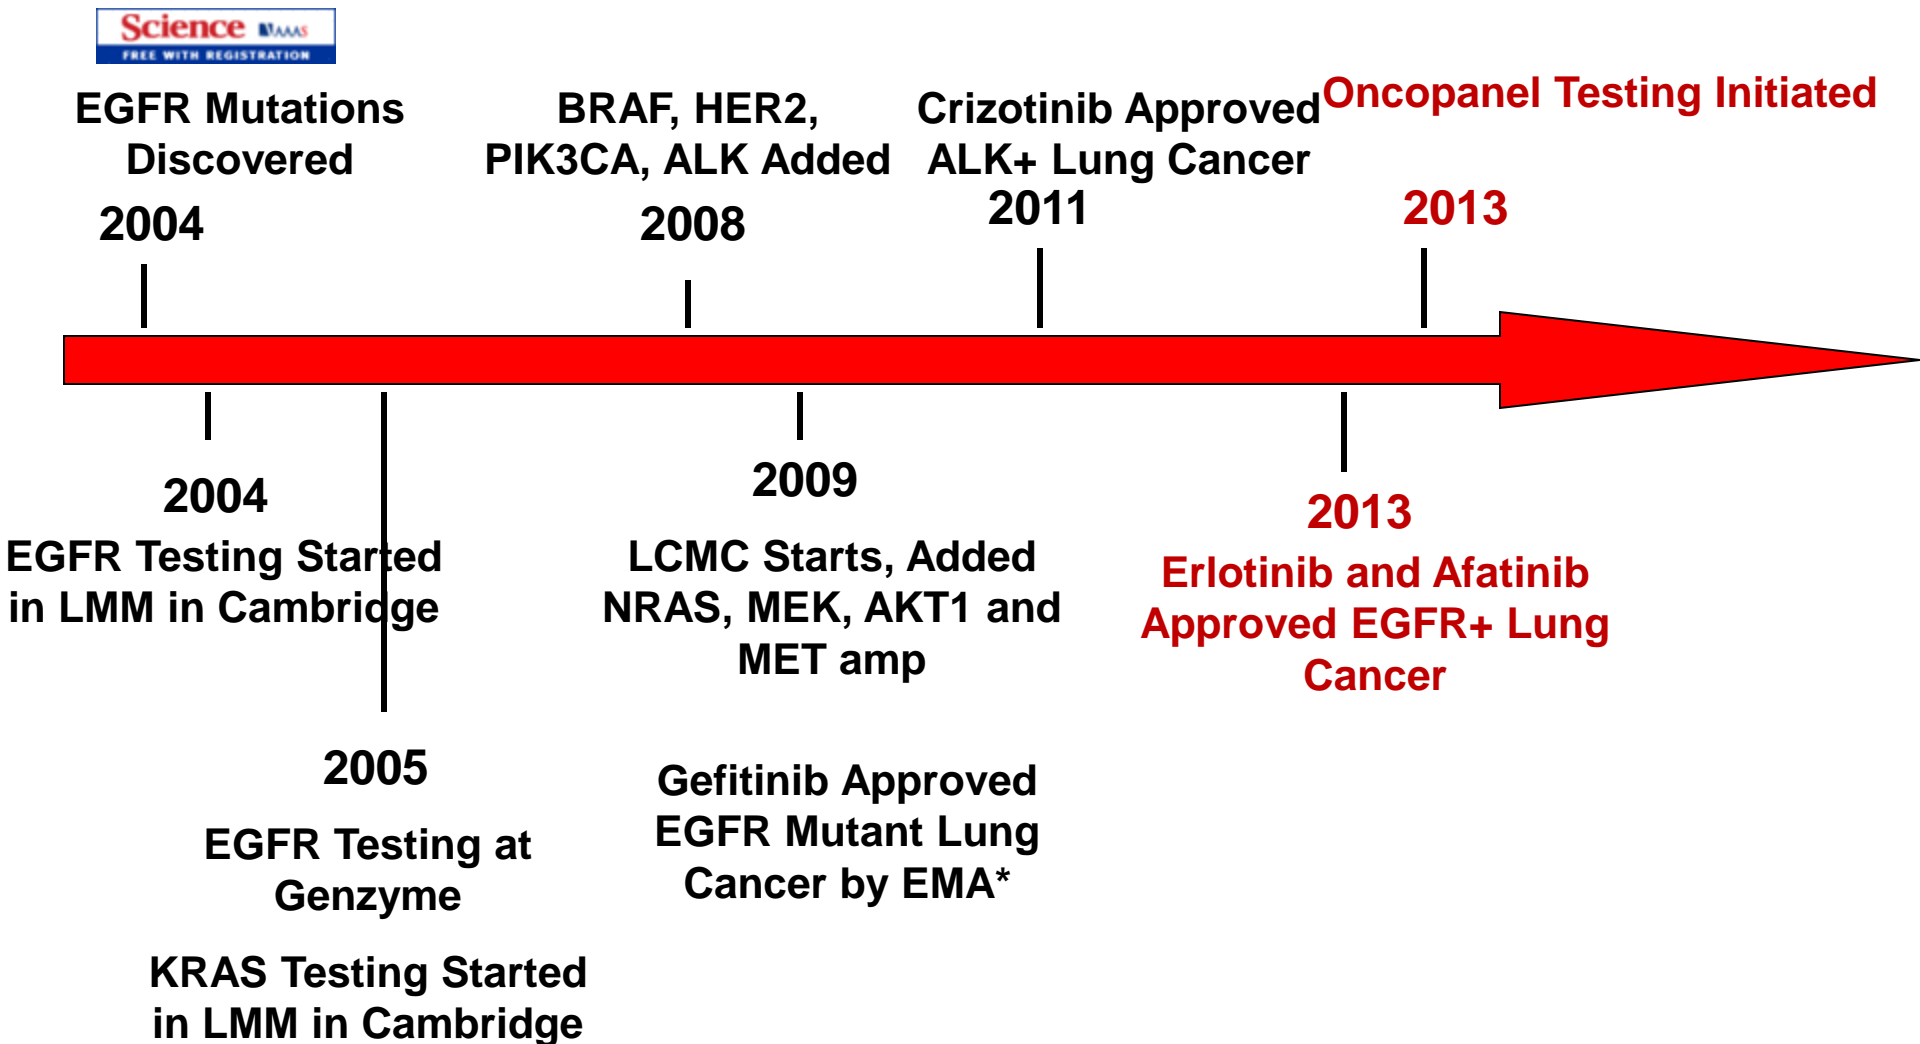 Science AAAS
FREE WITH REGISTRATION
EGFR Mutations
Discovered
2004
BRAF, HER2,
PIK3CA, ALK Added
2008
Crizotinib Approved
ALK+ Lung Cancer
2011
Oncopanel Testing Initiated
2013
2004
EGFR Testing Started
in LMM in Cambridge
2005
EGFR Testing at
Genzyme
KRAS Testing Started
in LMM in Cambridge
2009
LCMC Starts, Added
NRAS, MEK, AKT1 and
MET amp
Gefitinib Approved
EGFR Mutant Lung
Cancer by EMA*
2013
Erlotinib and Afatinib
Approved EGFR+ Lung
Cancer